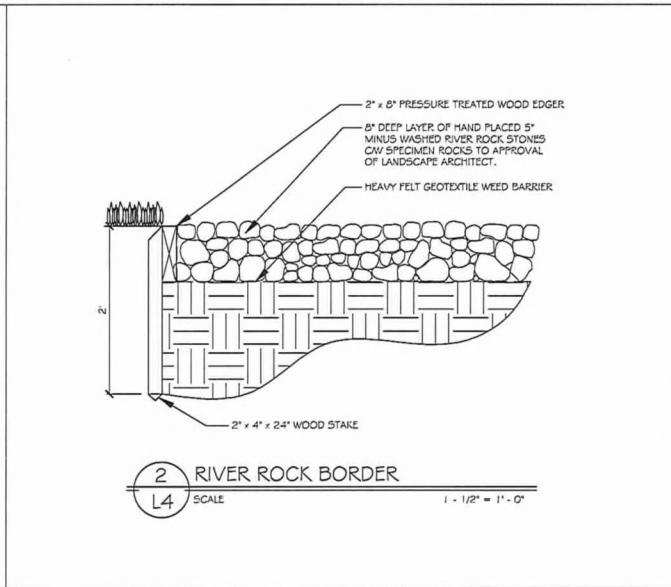 2" x 8" PRESSURE TREATED WOOD EDGER
8" DEEP LAYER OF HAND PLACED 5"
MINUS WASHED RIVER ROCK STONES
C/W SPECIMEN ROCKS TO APPROVAL
OF LANDSCAPE ARCHITECT.
HEAVY FELT GEOTEXTILE WEED BARRIER
2'
2" x 4" x 24" WOOD STAKE
2 RIVER ROCK BORDER
L4 SCALE 1 - 1/2" = 1' - 0"